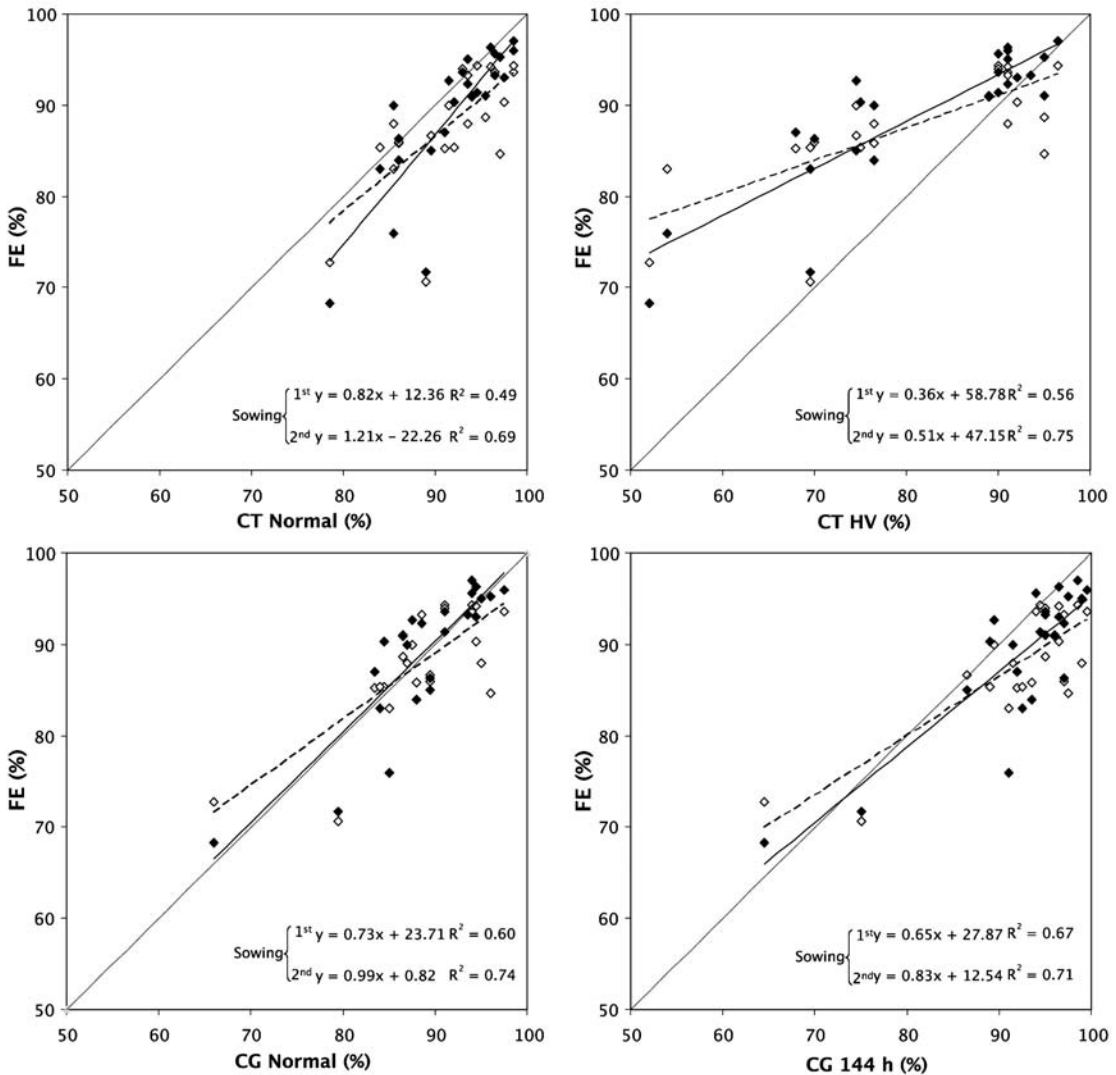 100
90
80
70
60
50
FE (%)
Sowing
1st y = 0.82x + 12.36 R² = 0.49
2nd y = 1.21x – 22.26 R² = 0.69
50 60 70 80 90 100
CT Normal (%)
100
90
80
70
60
50
FE (%)
Sowing
1st y = 0.36x + 58.78 R² = 0.56
2nd y = 0.51x + 47.15 R² = 0.75
50 60 70 80 90 100
CT HV (%)
100
90
80
70
60
50
FE (%)
Sowing
1st y = 0.73x + 23.71 R² = 0.60
2nd y = 0.99x + 0.82 R² = 0.74
50 60 70 80 90 100
CG Normal (%)
100
90
80
70
60
50
FE (%)
Sowing
1st y = 0.65x + 27.87 R² = 0.67
2nd y = 0.83x + 12.54 R² = 0.71
50 60 70 80 90 100
CG 144 h (%)